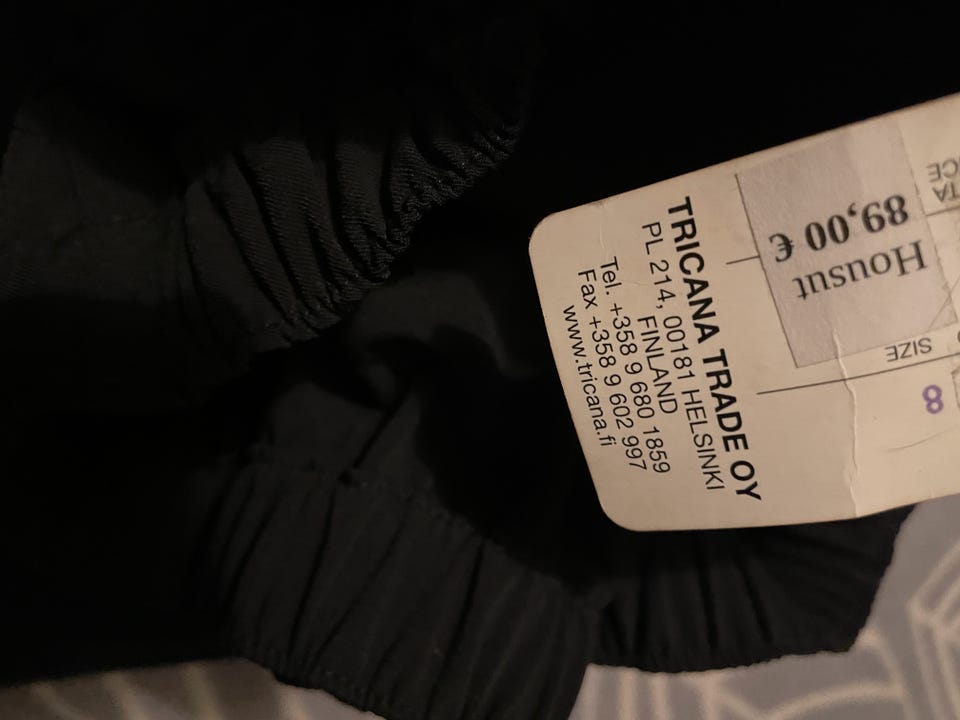 TRICANA TRADE OY
PL 214, 00181 HELSINKI
FINLAND
Tel. +358 9 680 1859
Fax +358 9 602 997
www.tricana.fi
Housut
89,00 €
SIZE
8